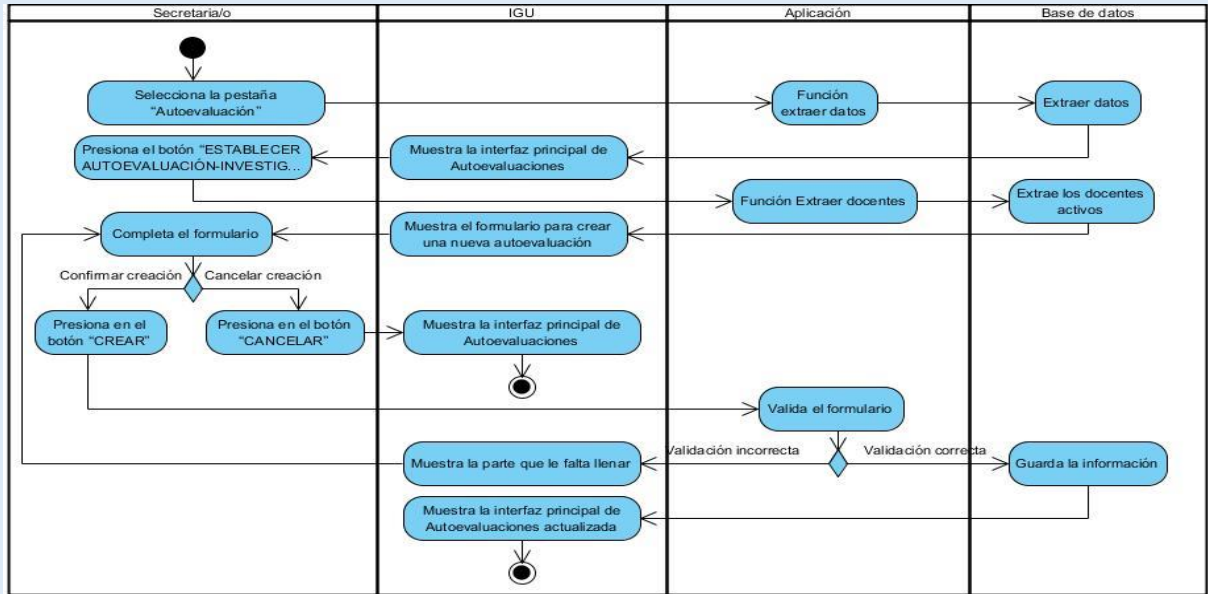 Secretaria/o
IGU
Aplicación
Base de datos
Selecciona la pestaña
"Autoevaluación"
Función
extraer datos
Extraer datos
Presiona el botón "ESTABLECER
AUTOEVALUACIÓN-INVESTIG...
Muestra la interfaz principal de
Autoevaluaciones
Función Extraer docentes
Extrae los docentes
activos
Completa el formulario
Muestra el formulario para crear
una nueva autoevaluación
Confirmar creación
Cancelar creación
Presiona en el
botón "CREAR"
Presiona en el botón
"CANCELAR"
Muestra la interfaz principal de
Autoevaluaciones
Valida el formulario
Validación incorrecta
Validación correcta
Muestra la parte que le falta llenar
Guarda la información
Muestra la interfaz principal de
Autoevaluaciones actualizada